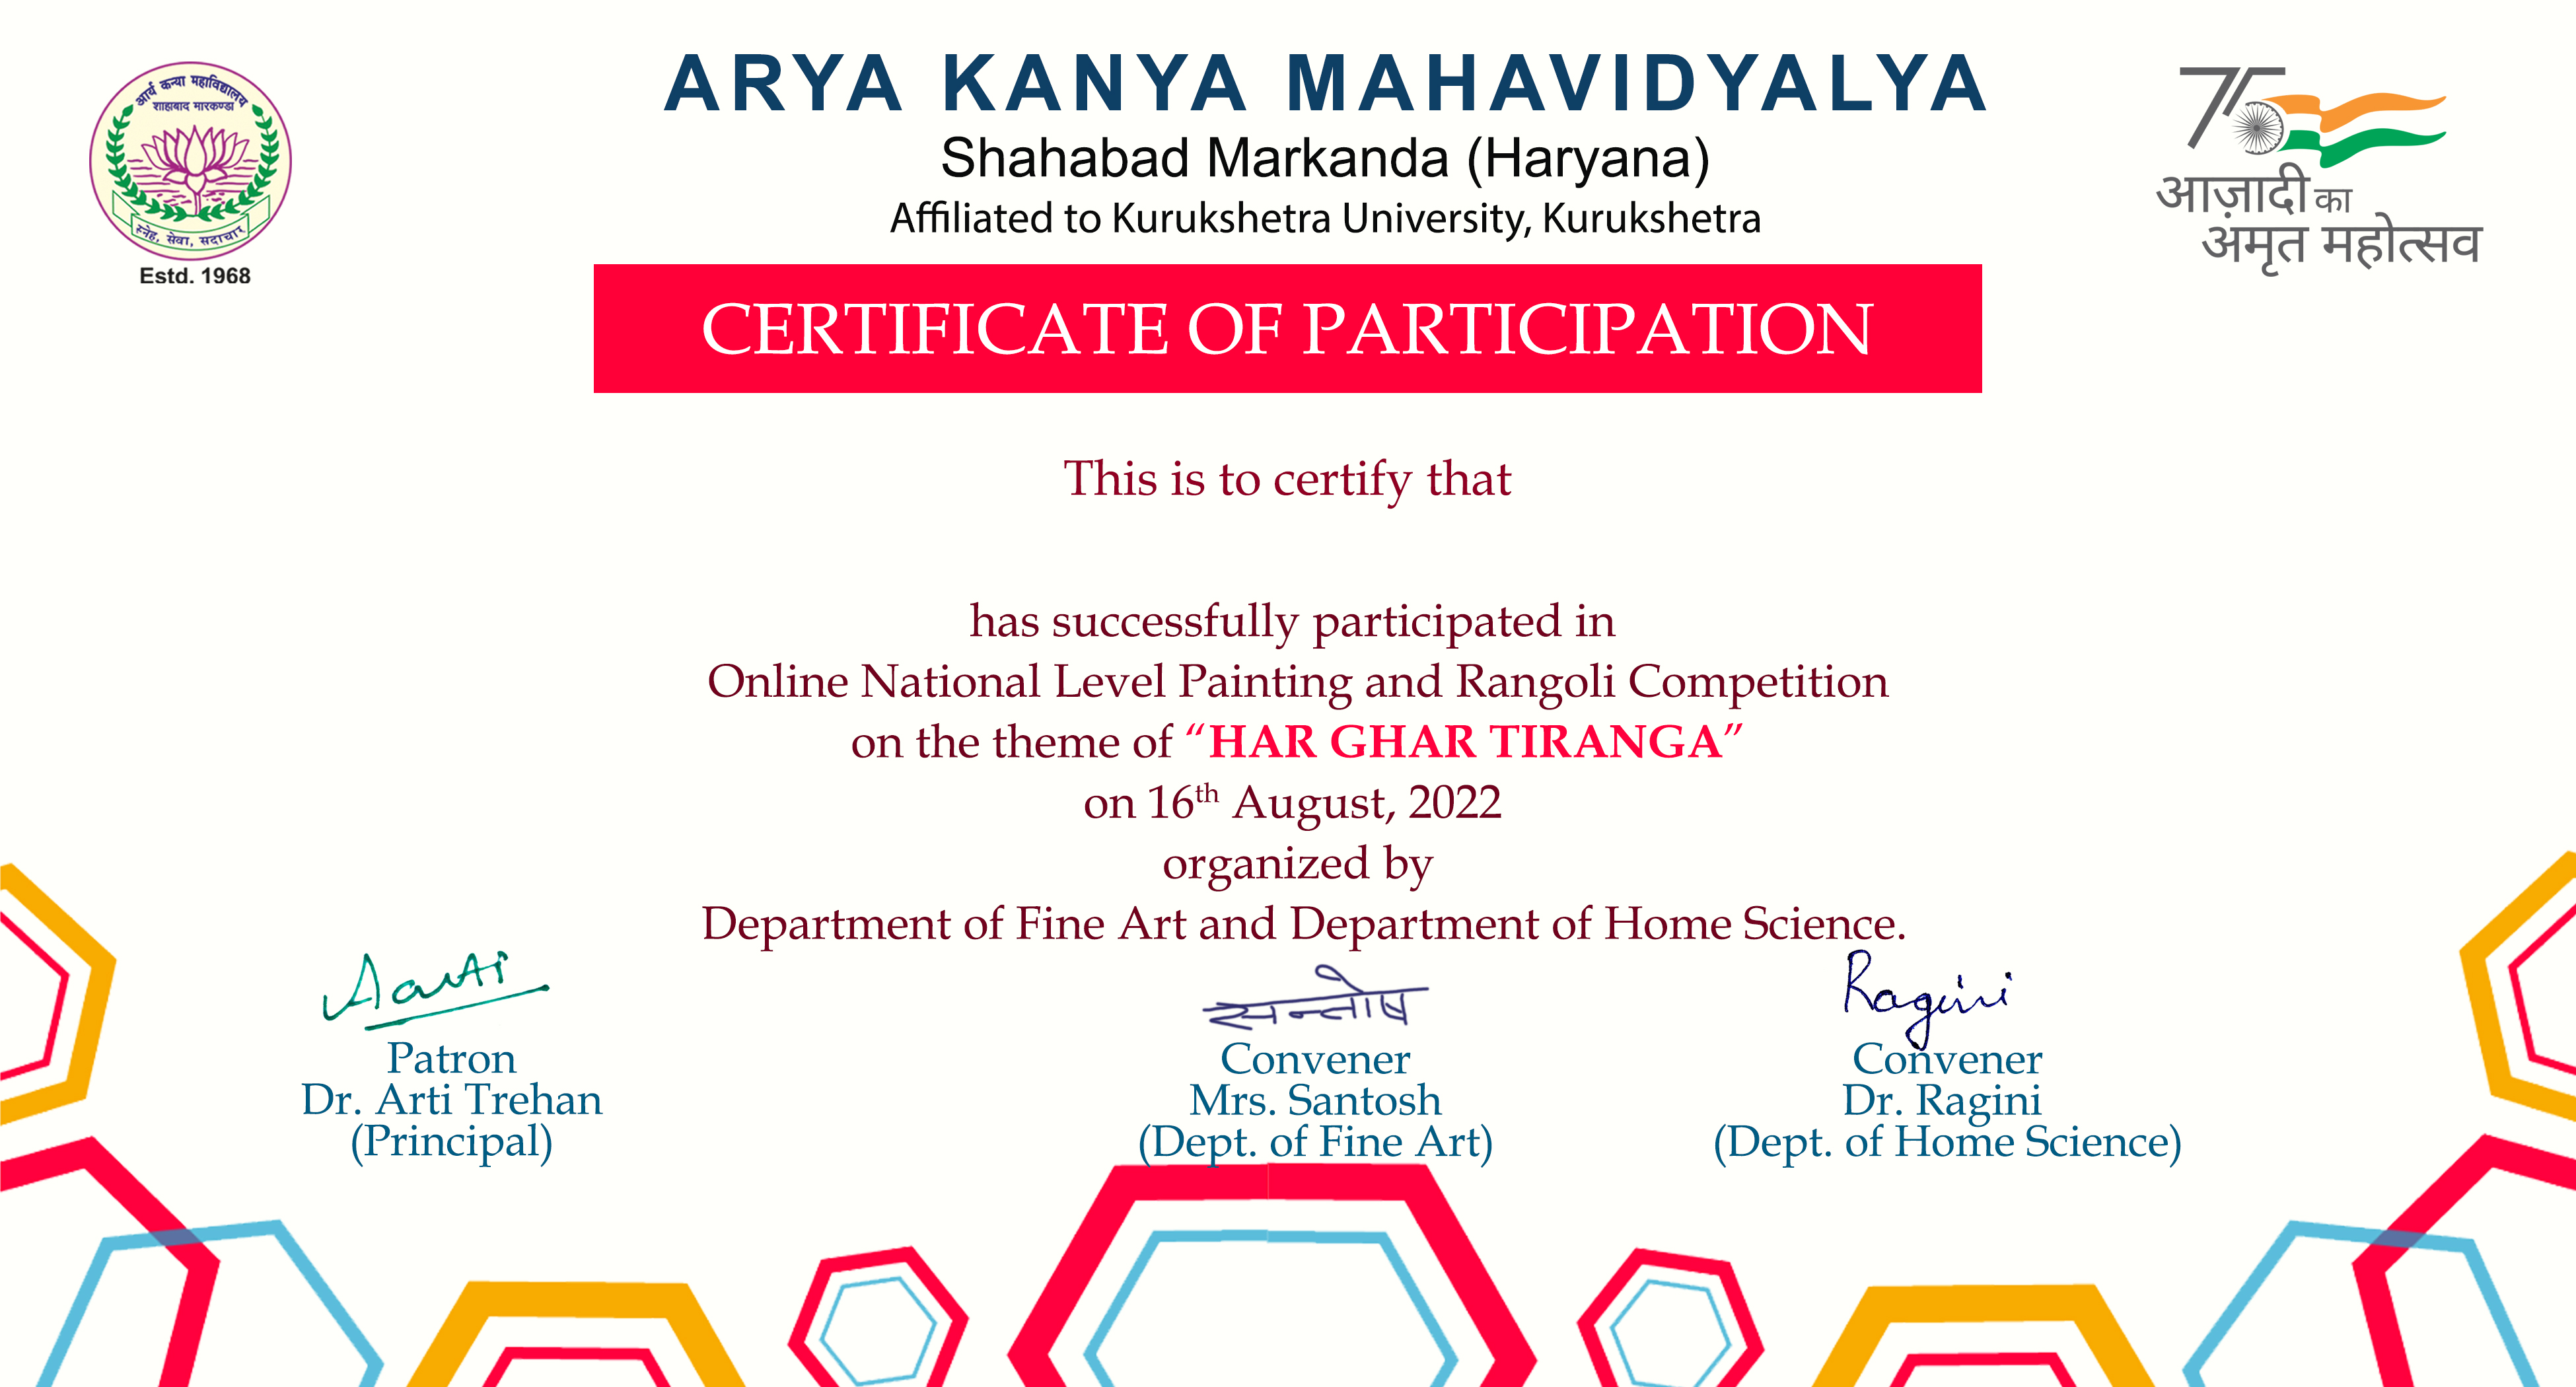 आर्य कन्या महाविद्यालय
शाहाबाद मारकण्डा
स्नेह, सेवा, सदाचार
Estd. 1968
ARYA KANYA MAHAVIDYALYA
Shahabad Markanda (Haryana)
Affiliated to Kurukshetra University, Kurukshetra
75
आज़ादी का
अमृत महोत्सव
CERTIFICATE OF PARTICIPATION
This is to certify that
has successfully participated in
Online National Level Painting and Rangoli Competition
on the theme of “HAR GHAR TIRANGA”
on 16th August, 2022
organized by
Department of Fine Art and Department of Home Science.
Aarti
Patron
Dr. Arti Trehan
(Principal)
सन्तोष
Convener
Mrs. Santosh
(Dept. of Fine Art)
Ragini
Convener
Dr. Ragini
(Dept. of Home Science)